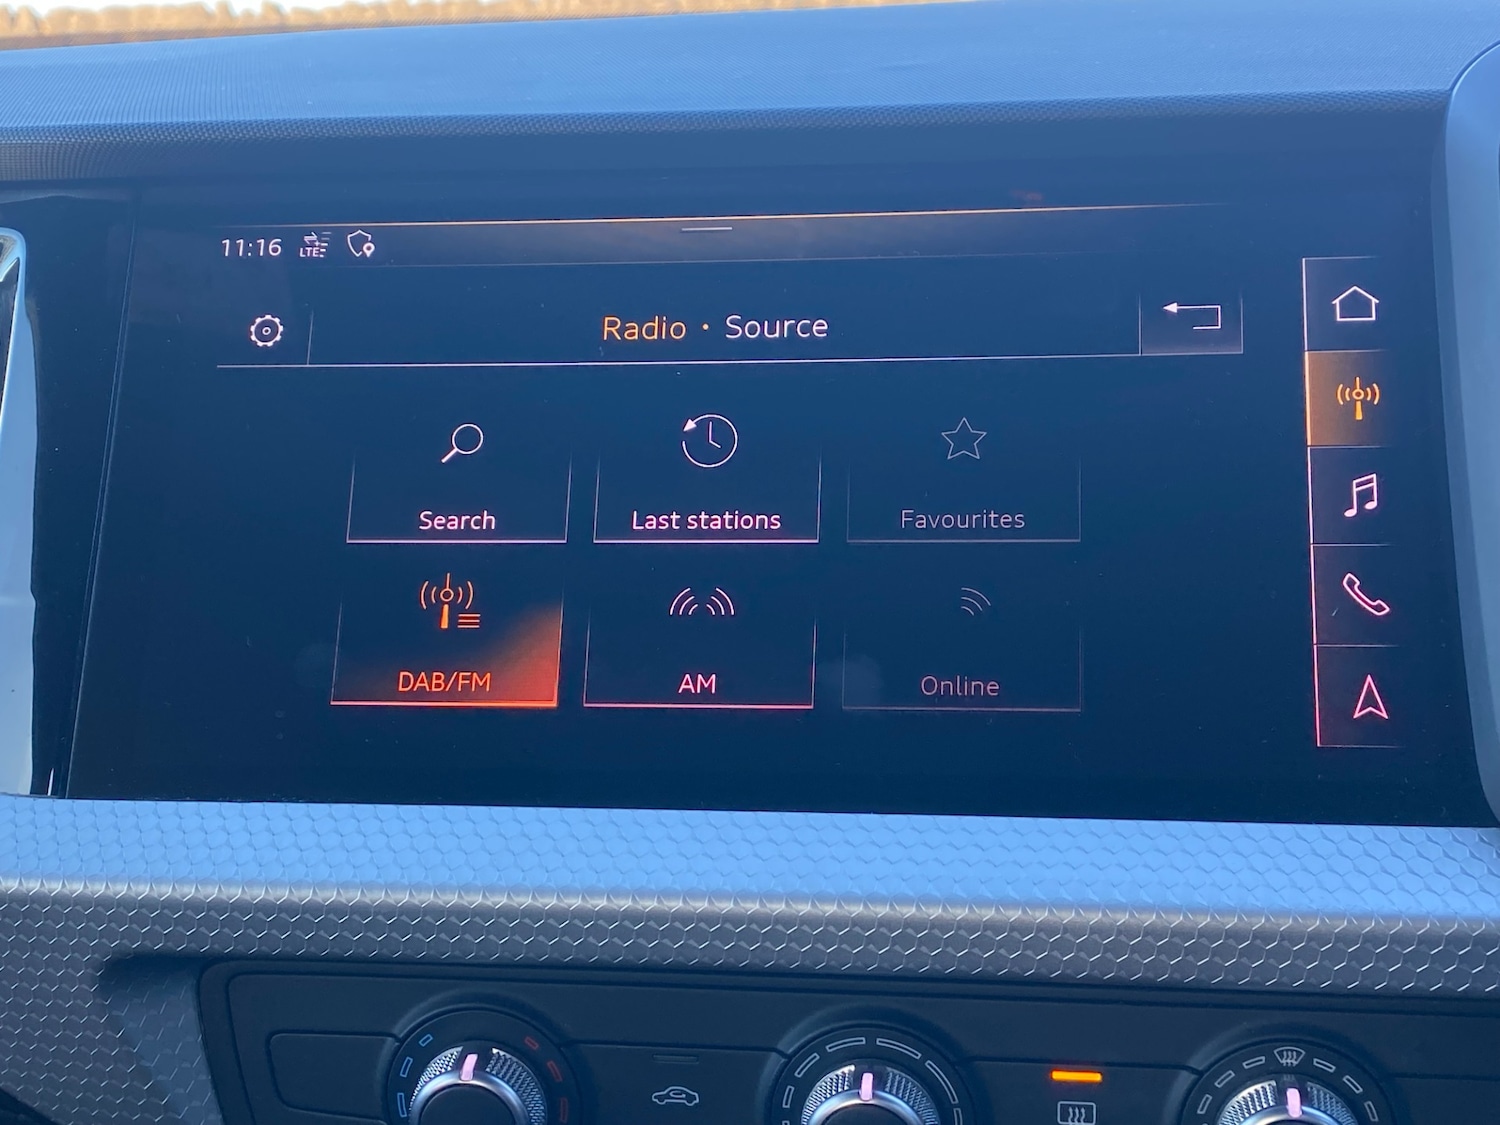 11:16 LTE
Radio • Source
Search Last stations Favourites
DAB/FM AM Online